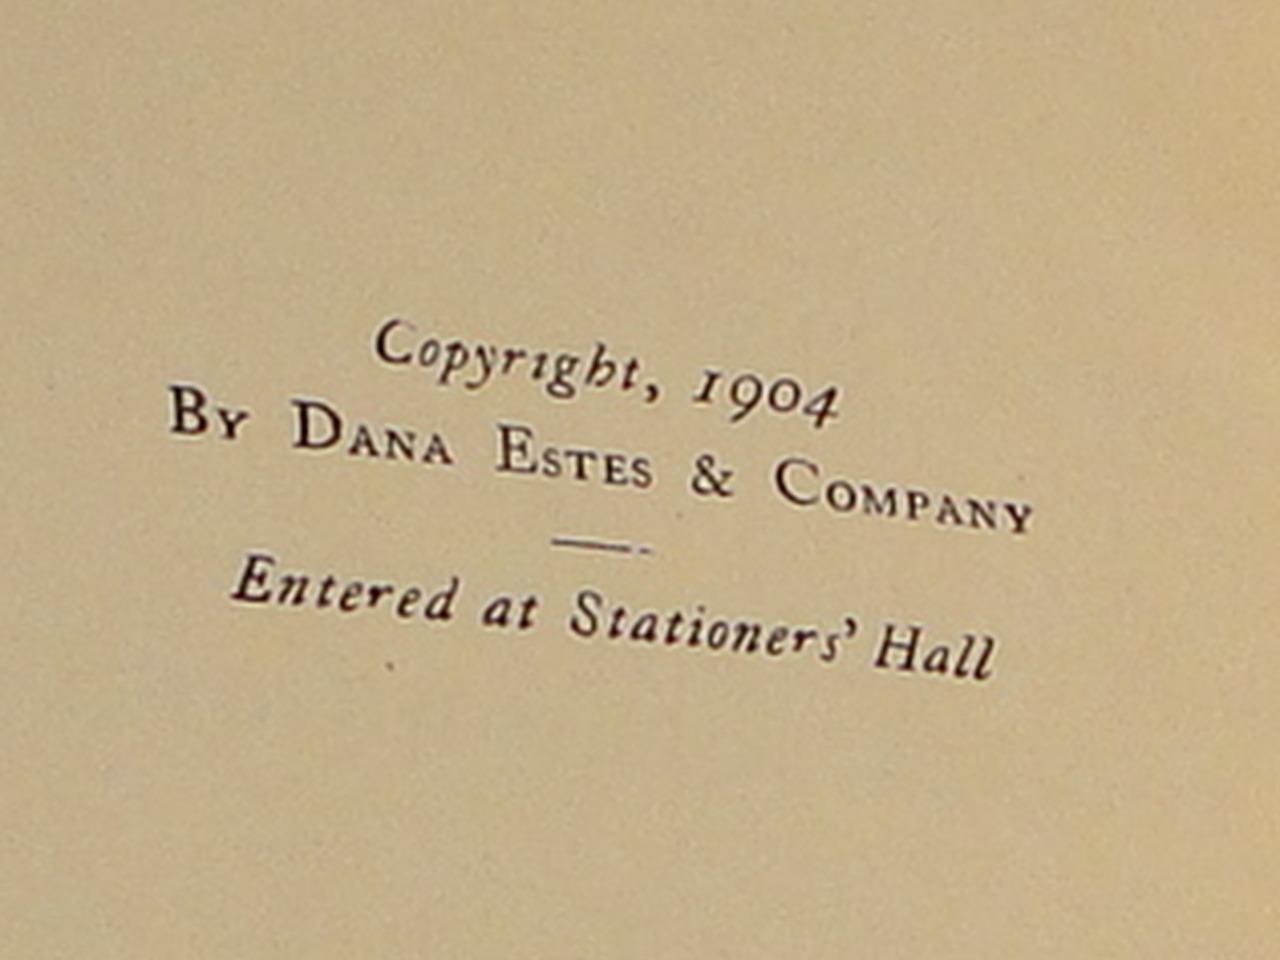 Copyright, 1904
By Dana Estes & Company
Entered at Stationers' Hall